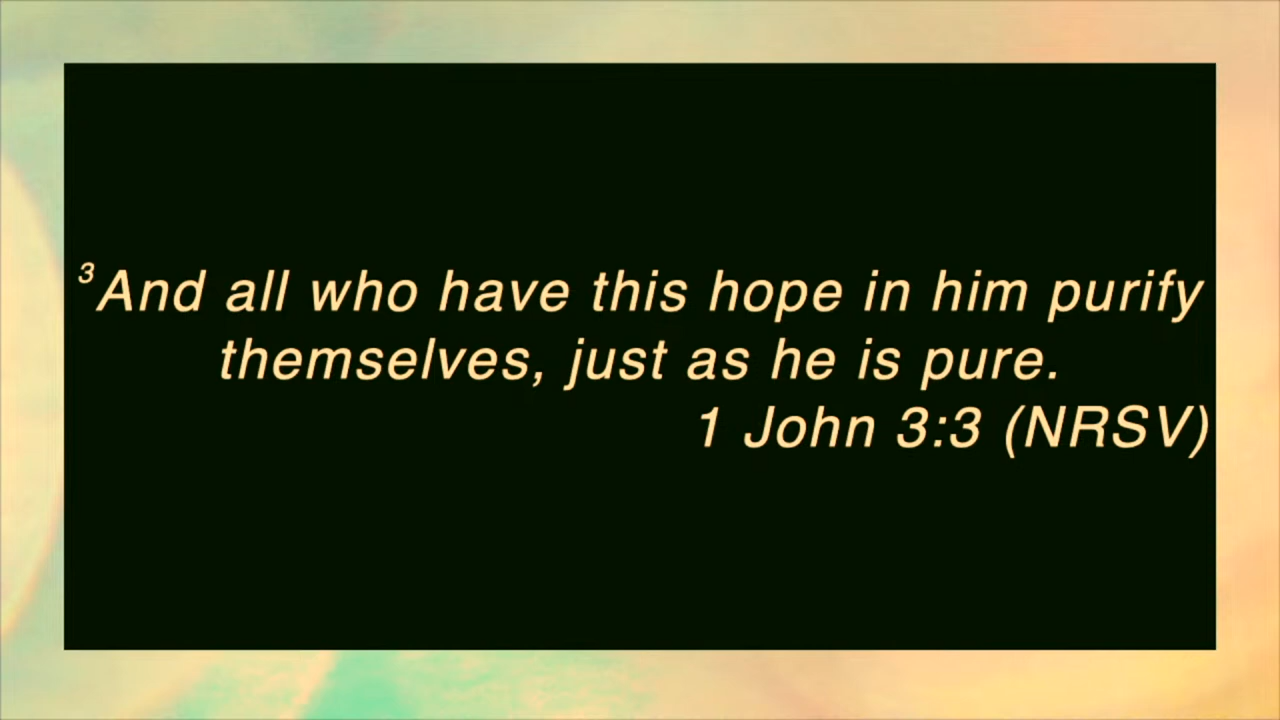 ³And all who have this hope in him purify
themselves, just as he is pure.
1 John 3:3 (NRSV)